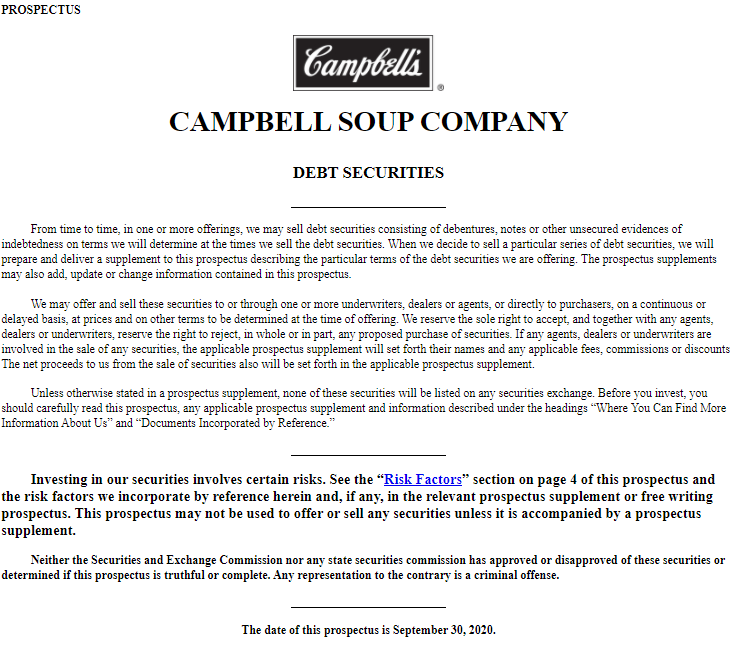 PROSPECTUS
Campbell's
®
CAMPBELL SOUP COMPANY
DEBT SECURITIES
From time to time, in one or more offerings, we may sell debt securities consisting of debentures, notes or other unsecured evidences of
indebtedness on terms we will determine at the times we sell the debt securities. When we decide to sell a particular series of debt securities, we will
prepare and deliver a supplement to this prospectus describing the particular terms of the debt securities we are offering. The prospectus supplements
may also add, update or change information contained in this prospectus.
We may offer and sell these securities to or through one or more underwriters, dealers or agents, or directly to purchasers, on a continuous or
delayed basis, at prices and on other terms to be determined at the time of offering. We reserve the sole right to accept, and together with any agents,
dealers or underwriters, reserve the right to reject, in whole or in part, any proposed purchase of securities. If any agents, dealers or underwriters are
involved in the sale of any securities, the applicable prospectus supplement will set forth their names and any applicable fees, commissions or discounts
The net proceeds to us from the sale of securities also will be set forth in the applicable prospectus supplement.
Unless otherwise stated in a prospectus supplement, none of these securities will be listed on any securities exchange. Before you invest, you
should carefully read this prospectus, any applicable prospectus supplement and information described under the headings “Where You Can Find More
Information About Us” and “Documents Incorporated by Reference.”
Investing in our securities involves certain risks. See the “Risk Factors” section on page 4 of this prospectus and
the risk factors we incorporate by reference herein and, if any, in the relevant prospectus supplement or free writing
prospectus. This prospectus may not be used to offer or sell any securities unless it is accompanied by a prospectus
supplement.
Neither the Securities and Exchange Commission nor any state securities commission has approved or disapproved of these securities or
determined if this prospectus is truthful or complete. Any representation to the contrary is a criminal offense.
The date of this prospectus is September 30, 2020.